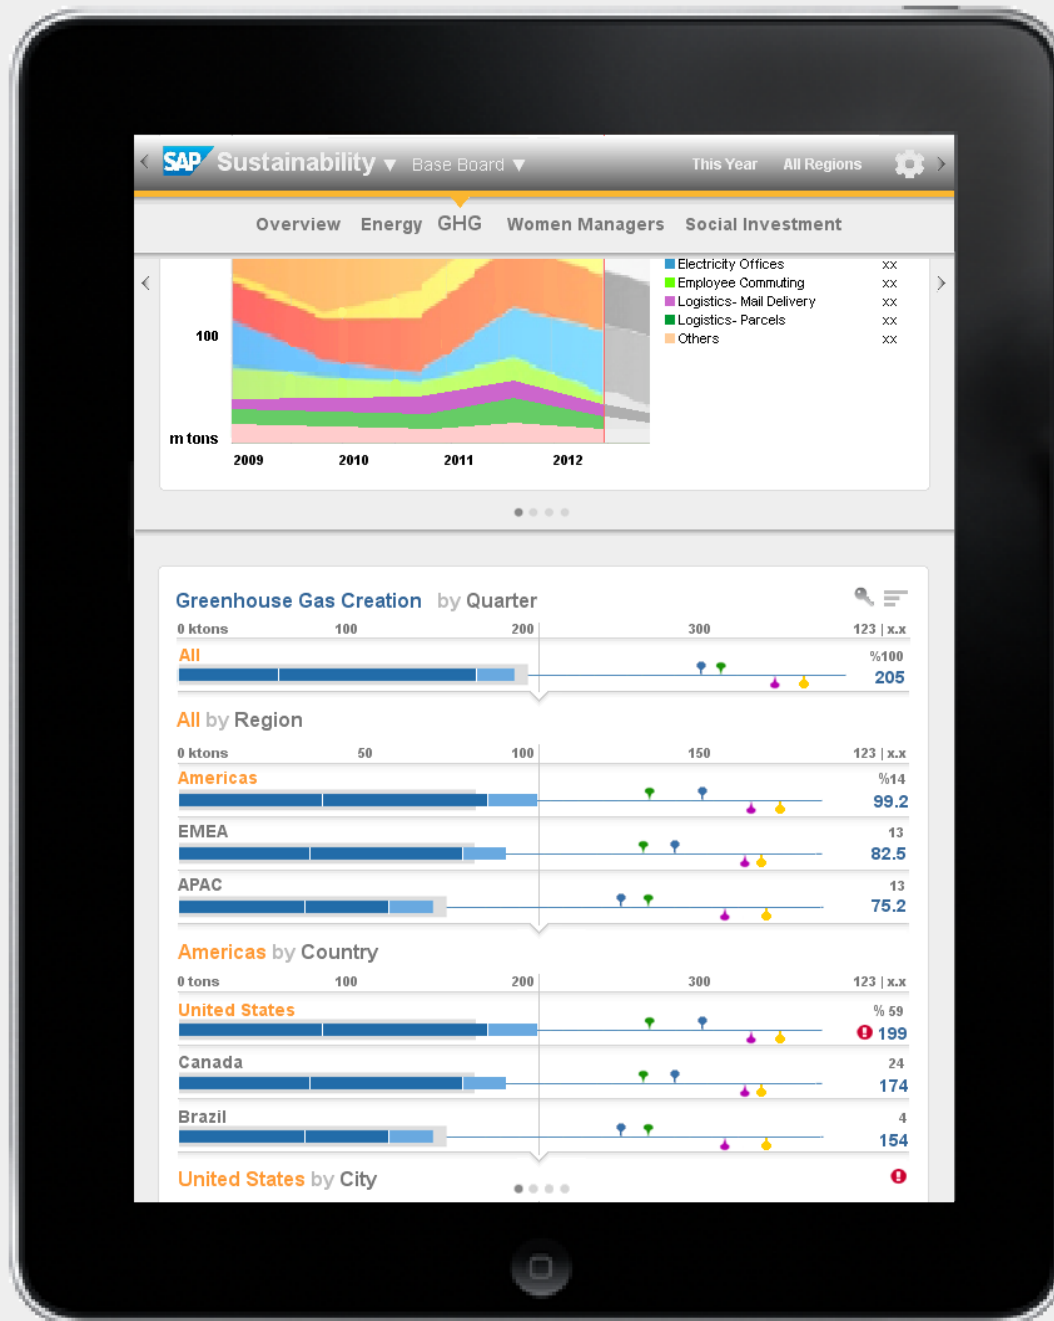 SAP Sustainability ▼ Base Board ▼ This Year All Regions
Overview Energy GHG Women Managers Social Investment
Electricity Offices xx
Employee Commuting xx
Logistics- Mail Delivery xx
Logistics- Parcels xx
Others xx
100
m tons
2009 2010 2011 2012
Greenhouse Gas Creation by Quarter
0 ktons 100 200 300 123 | x.x
All %100
205
All by Region
0 ktons 50 100 150 123 | x.x
Americas %14
99.2
EMEA 13
82.5
APAC 13
75.2
Americas by Country
0 tons 100 200 300 123 | x.x
United States % 59
199
Canada 24
174
Brazil 4
154
United States by City